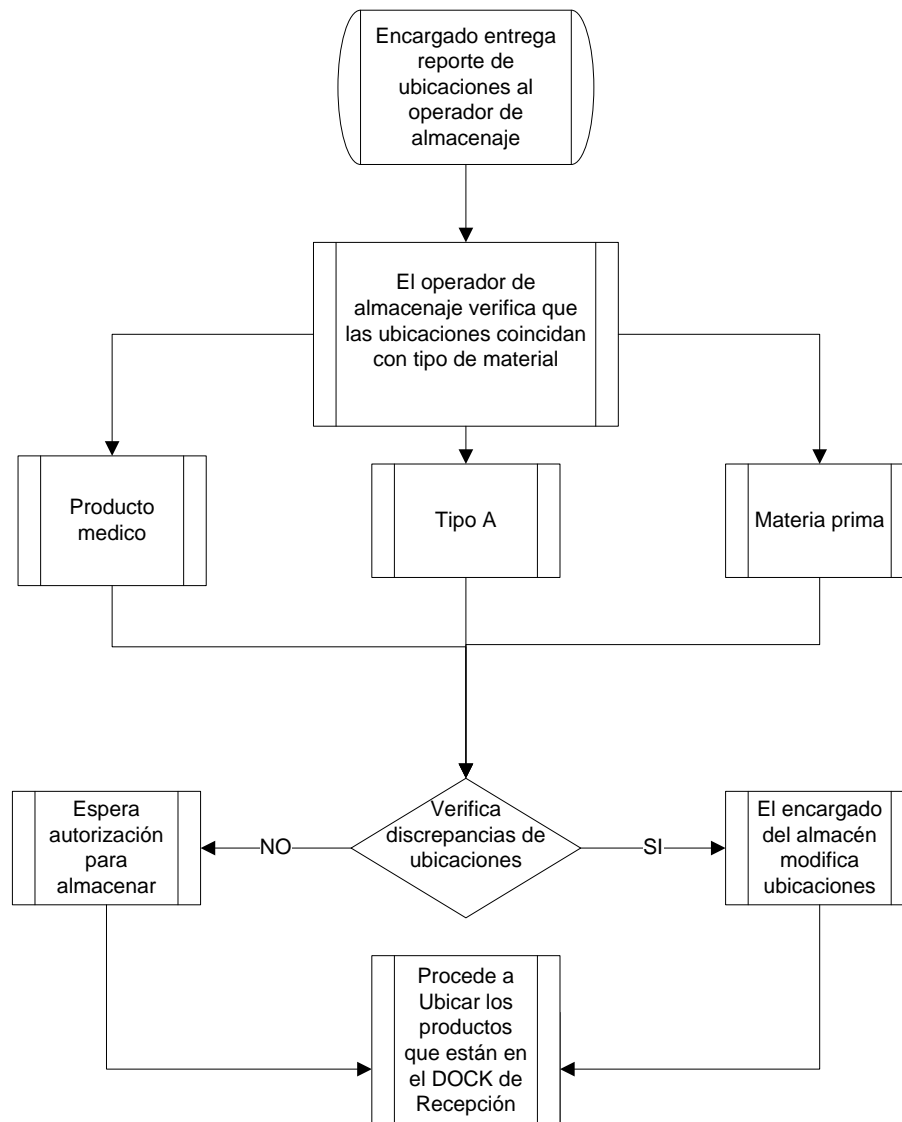 Encargado entrega
reporte de
ubicaciones al
operador de
almacenaje
El operador de
almacenaje verifica que
las ubicaciones coincidan
con tipo de material
Producto
medico
Tipo A
Materia prima
Espera
autorización
para
almacenar
NO
Verifica
discrepancias de
ubicaciones
SI
El encargado
del almacén
modifica
ubicaciones
Procede a
Ubicar los
productos
que están en
el DOCK de
Recepción